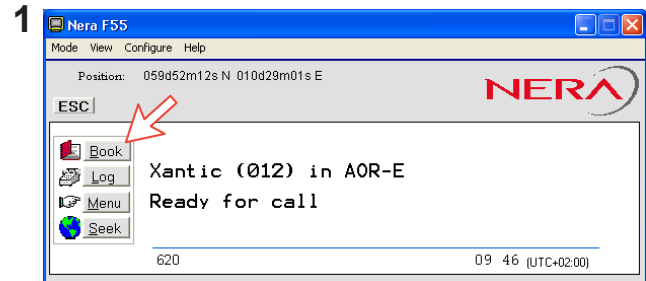 1
Nera F55
Mode View Configure Help
Position: 059d52m12s N 010d29m01s E
NERA
ESC
Book
Log
Menu
Seek
Xantic (012) in AOR-E
Ready for call
620 09 46 (UTC+02:00)